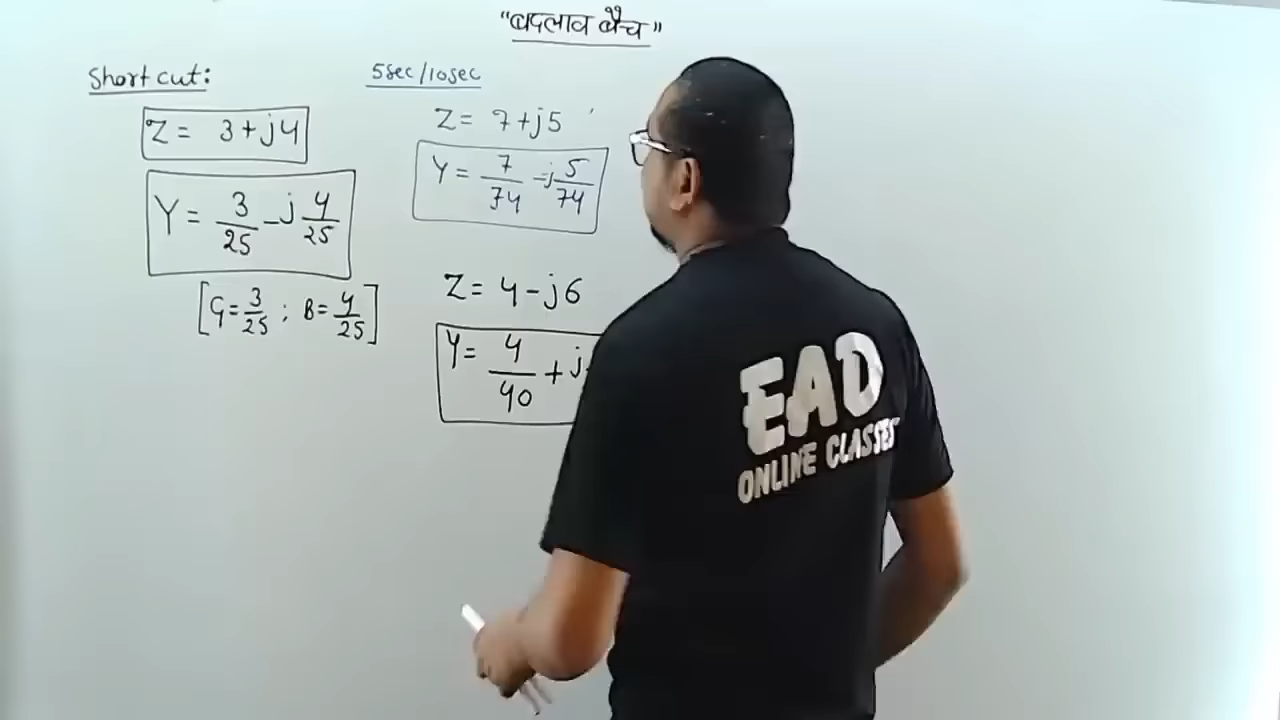 "बदलाव बैच"
Short cut:
Z = 3+j4
Y = 3/25 - j 4/25
[G = 3/25 ; B = 4/25]
5sec/10sec
Z = 7+j5
Y = 7/74 - j 5/74
Z = 4-j6
Y = 4/40 + j
EAD
ONLINE CLASSES